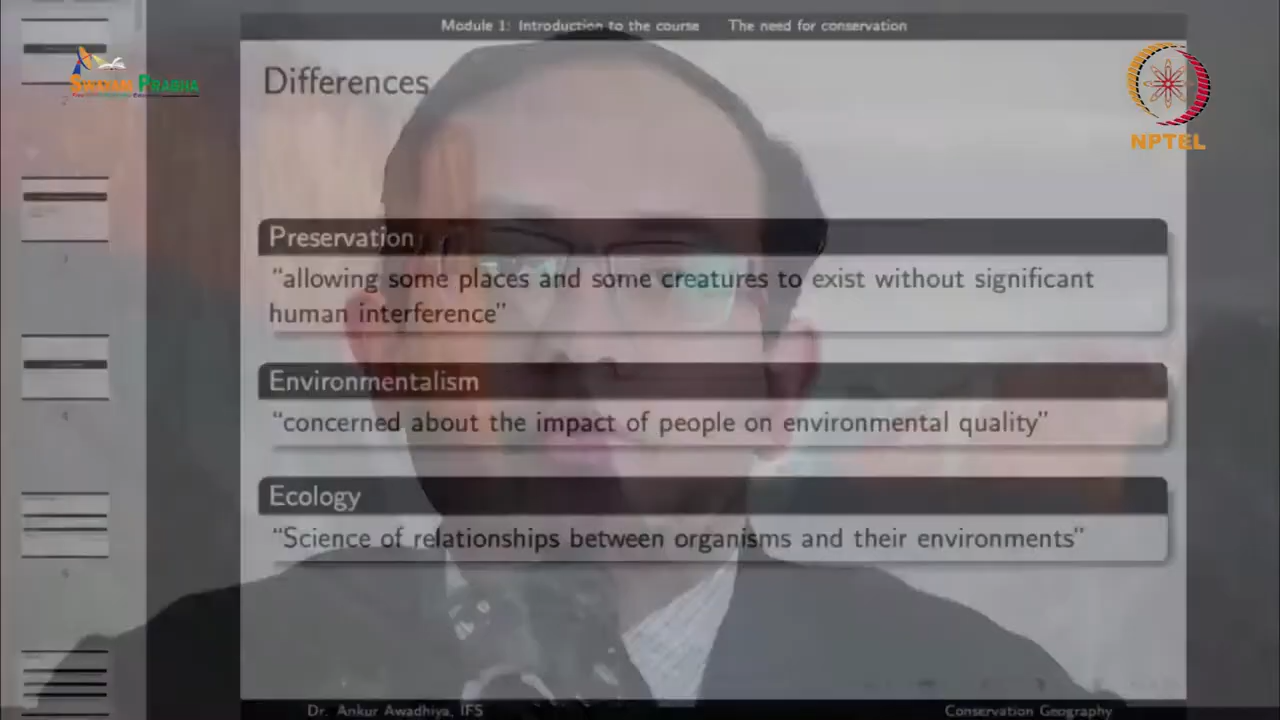 Module 1: Introduction to the course The need for conservation
SWAYAM PRABHA
NPTEL
Differences
Preservation
“allowing some places and some creatures to exist without significant
human interference”
Environmentalism
“concerned about the impact of people on environmental quality”
Ecology
“Science of relationships between organisms and their environments”
Dr. Ankur Awadhiya, IFS Conservation Geography